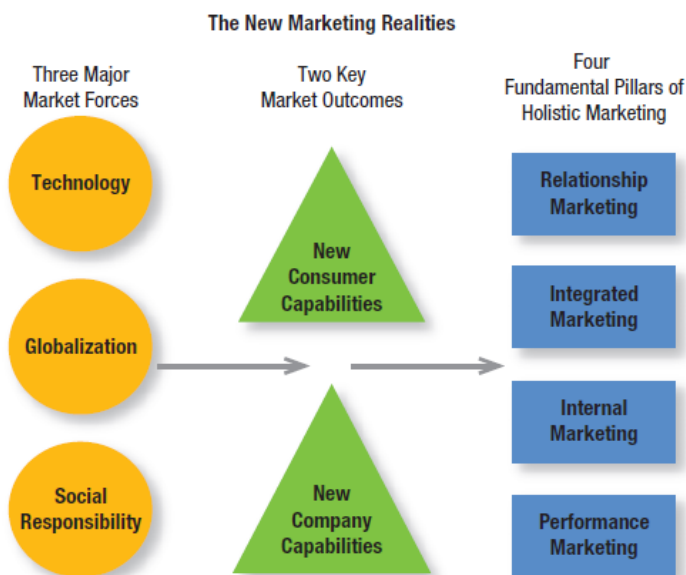 The New Marketing Realities
Three Major
Market Forces
Technology
Globalization
Social
Responsibility
Two Key
Market Outcomes
New
Consumer
Capabilities
New
Company
Capabilities
Four
Fundamental Pillars of
Holistic Marketing
Relationship
Marketing
Integrated
Marketing
Internal
Marketing
Performance
Marketing